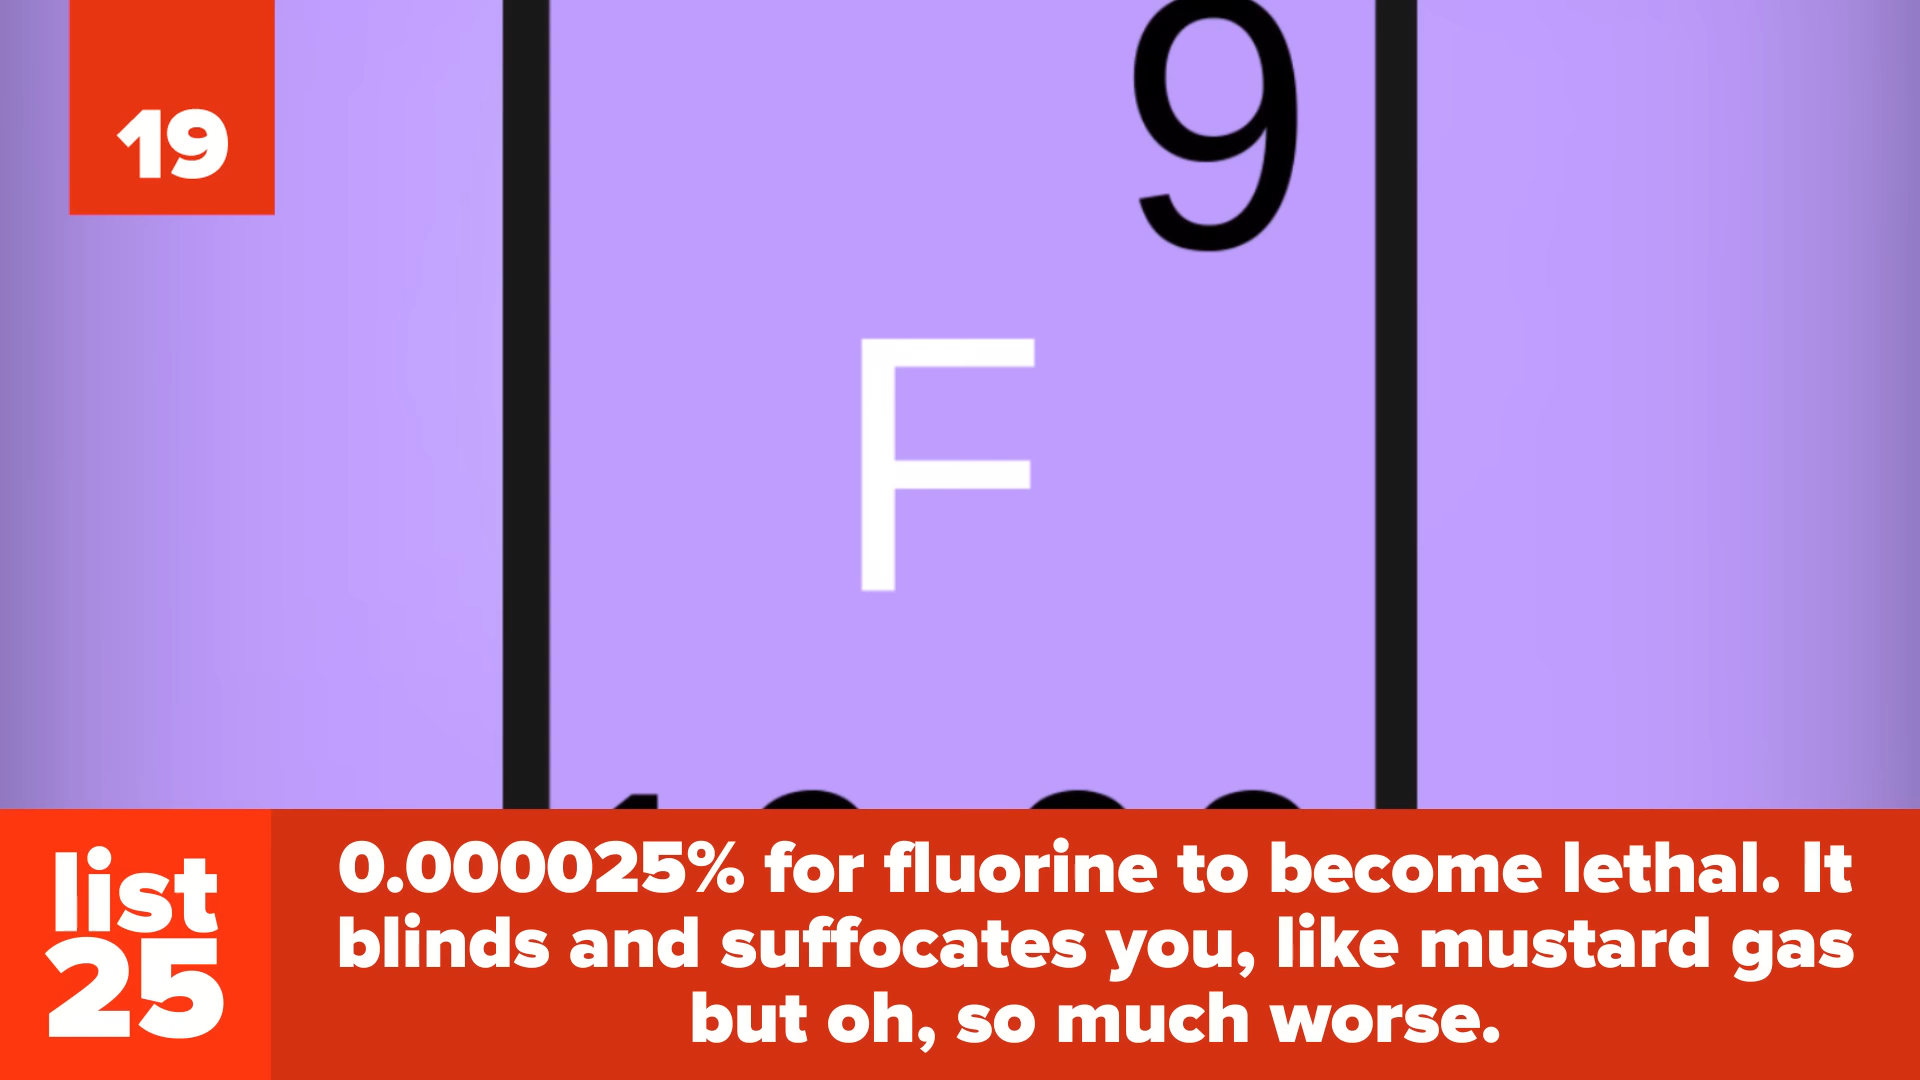 19
9
F
list
25
0.000025% for fluorine to become lethal. It
blinds and suffocates you, like mustard gas
but oh, so much worse.